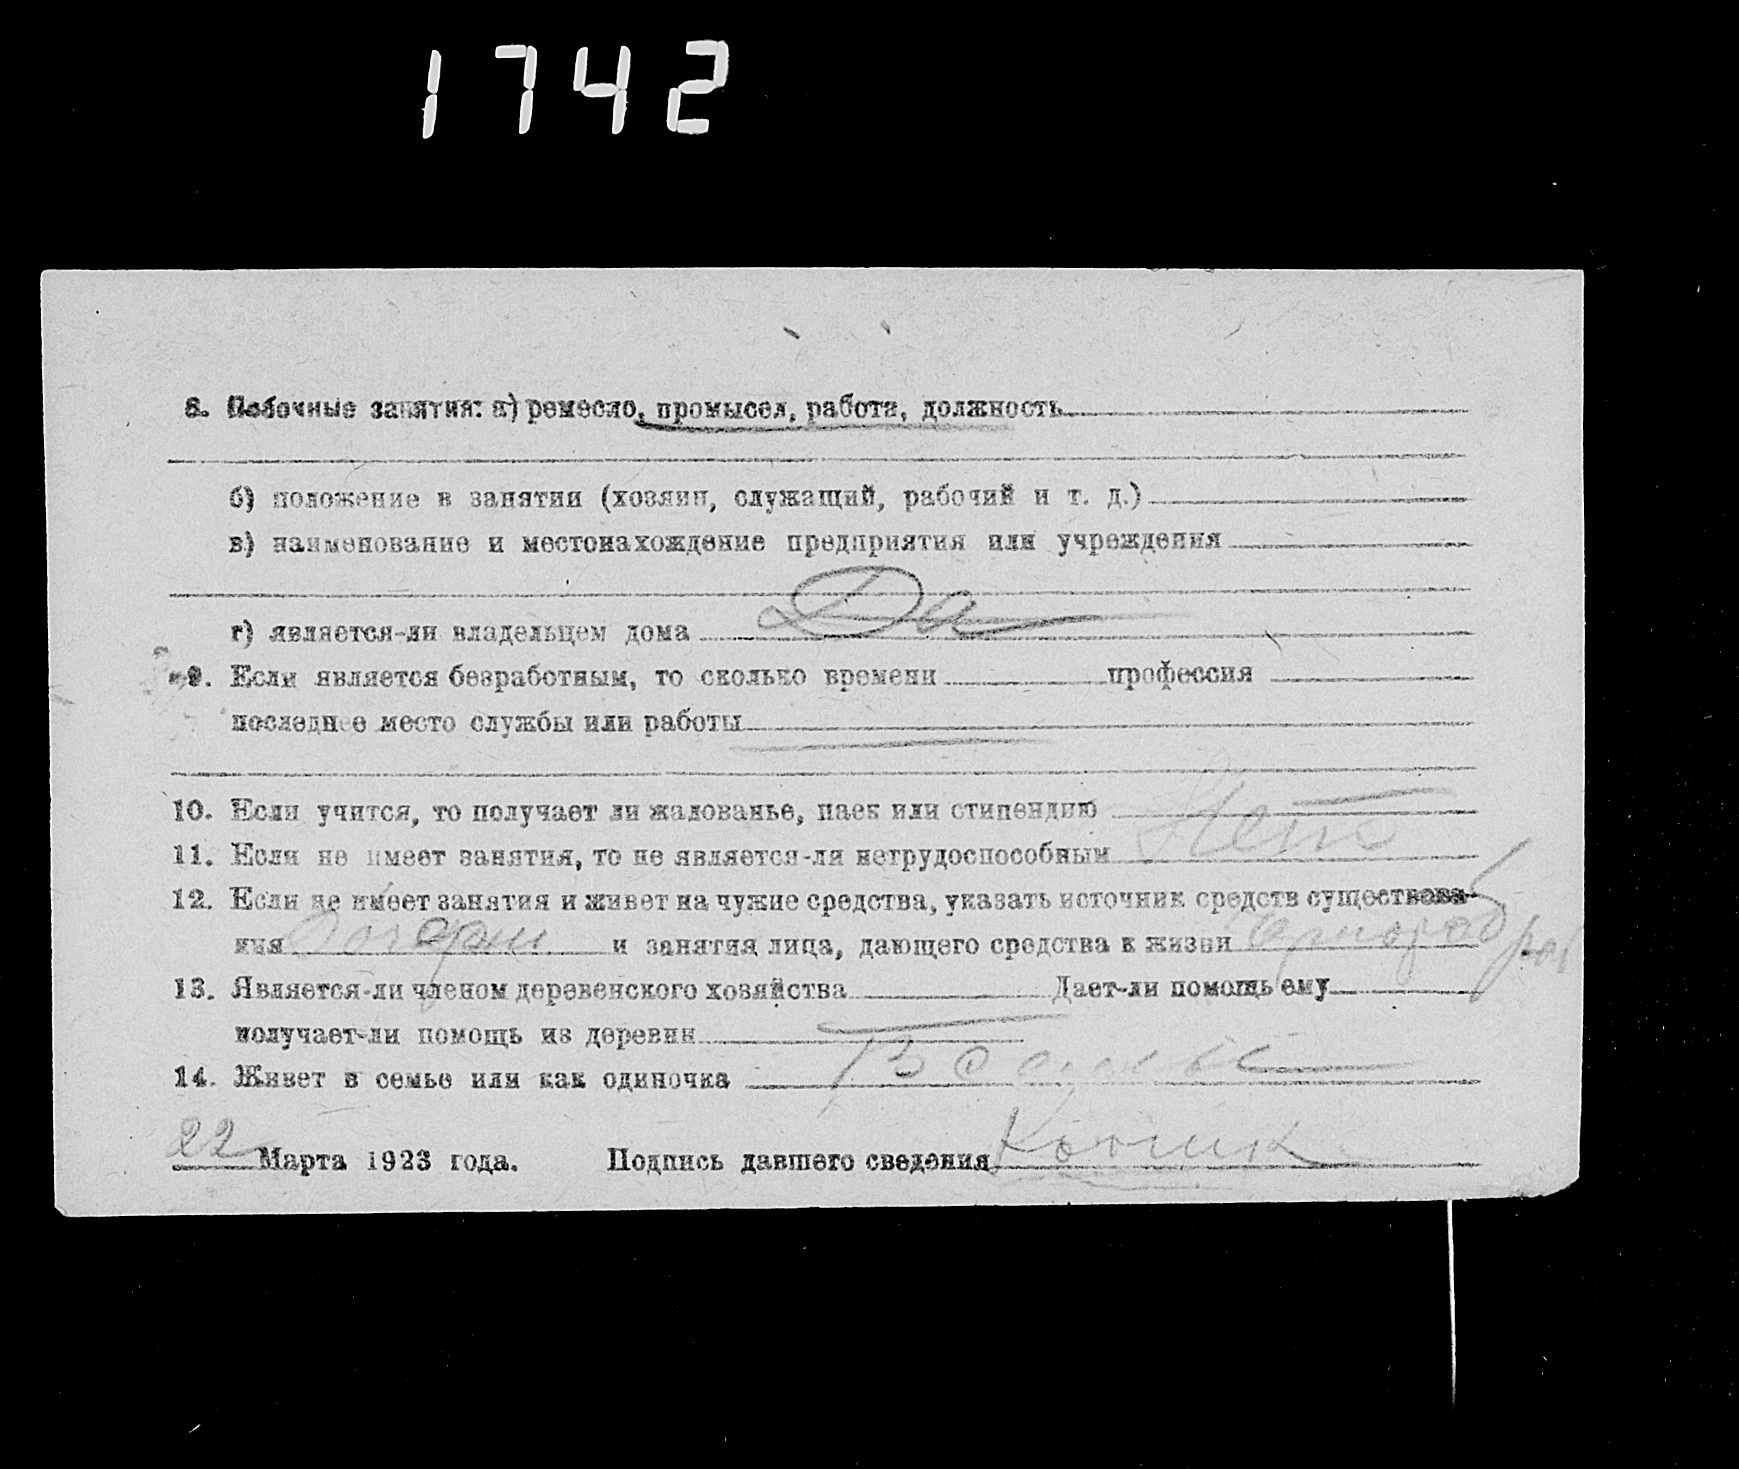 1742
8. Побочные занятия: а) ремесло, промысел, работа, должность
б) положение в занятии (хозяин, служащий, рабочий и т. д.)
в) наименование и местонахождение предприятия или учреждения
г) является-ли владельцем дома Да
9. Если является безработным, то сколько времени профессия
последнее место службы или работы
10. Если учится, то получает ли жалованье, паек или стипендию
11. Если не имеет занятия, то не является-ли нетрудоспособным Нет
12. Если не имеет занятия и живет на чужие средства, указать источник средств существова-
ния и занятия лица, дающего средства к жизни
13. Является-ли членом деревенского хозяйства Дает-ли помощь ему
получает-ли помощь из деревни
14. Живет в семье или как одиночка В семье
22 Марта 1923 года. Подпись давшего сведения